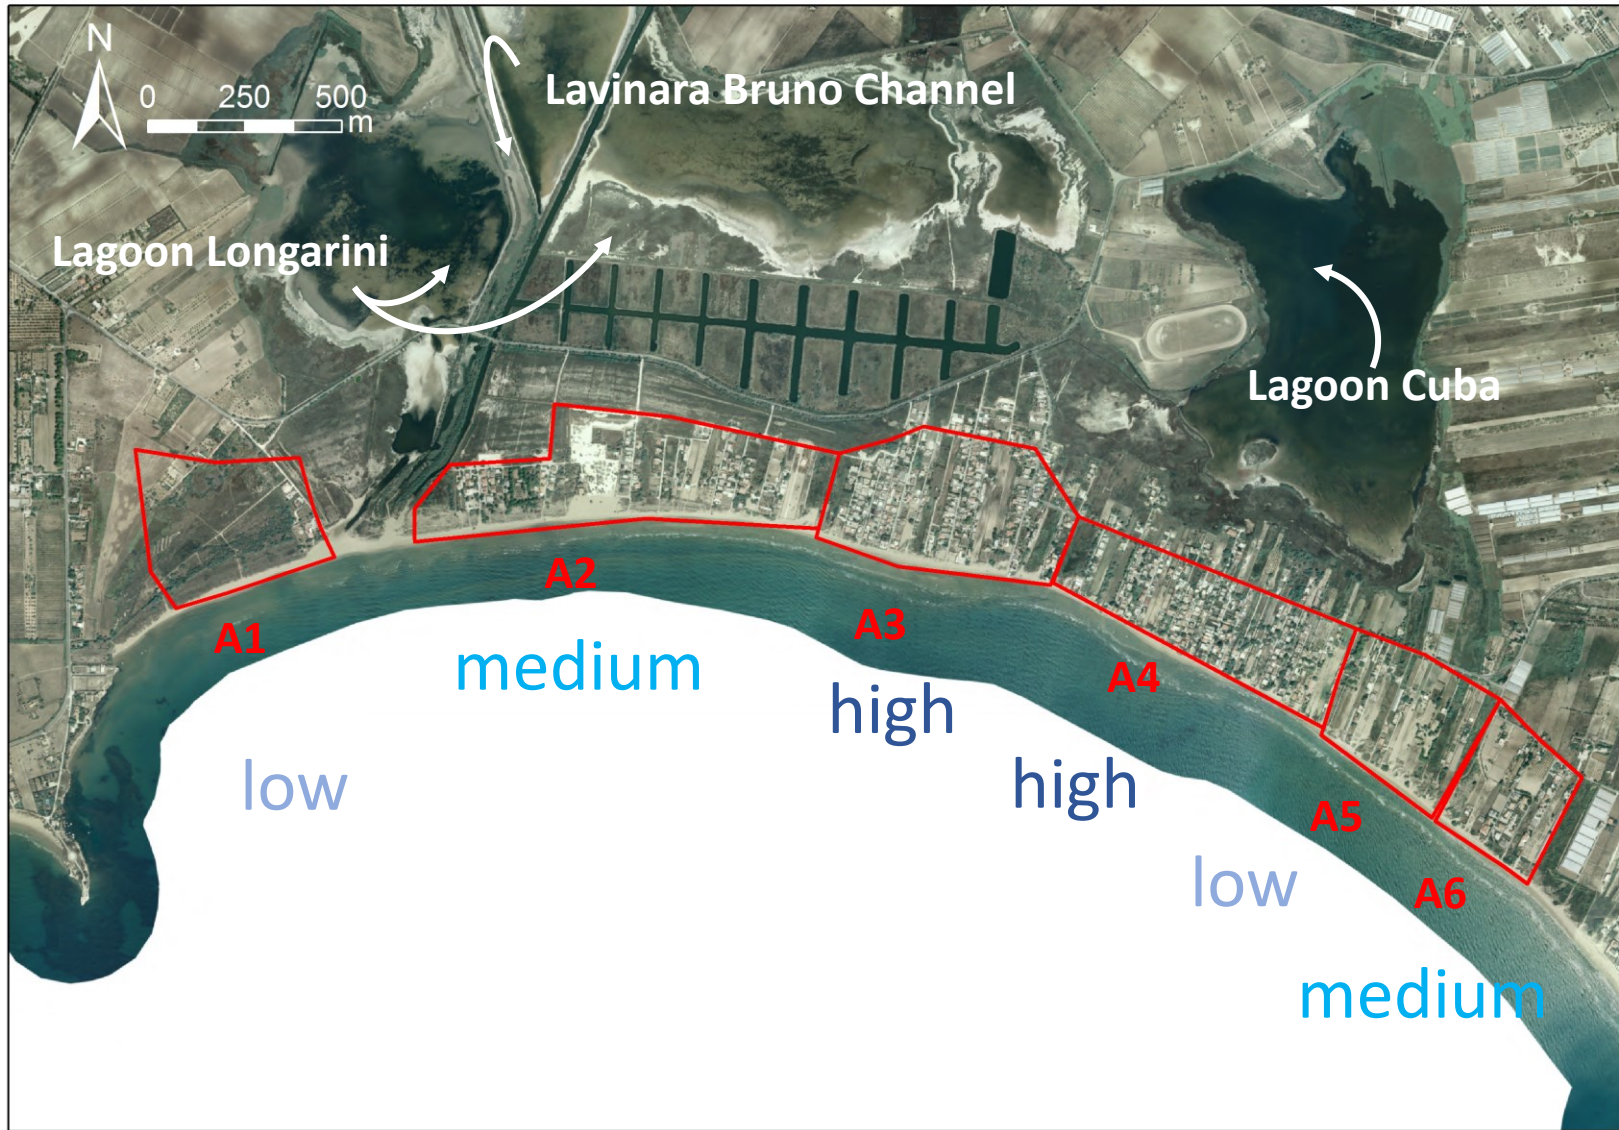 N
0 250 500
m
Lavinara Bruno Channel
Lagoon Longarini
Lagoon Cuba
A1
A2
A3
A4
A5
A6
low
medium
high
high
low
medium